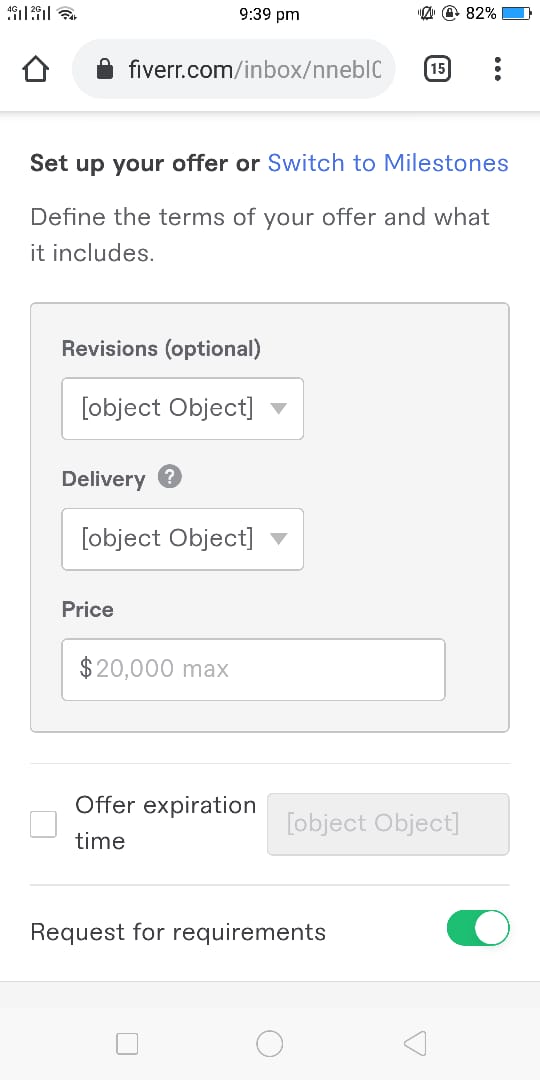 4G 2G 9:39 pm 82%
fiverr.com/inbox/nneblC 15
Set up your offer or Switch to Milestones
Define the terms of your offer and what
it includes.
Revisions (optional)
[object Object]
Delivery ?
[object Object]
Price
$20,000 max
Offer expiration
time
[object Object]
Request for requirements